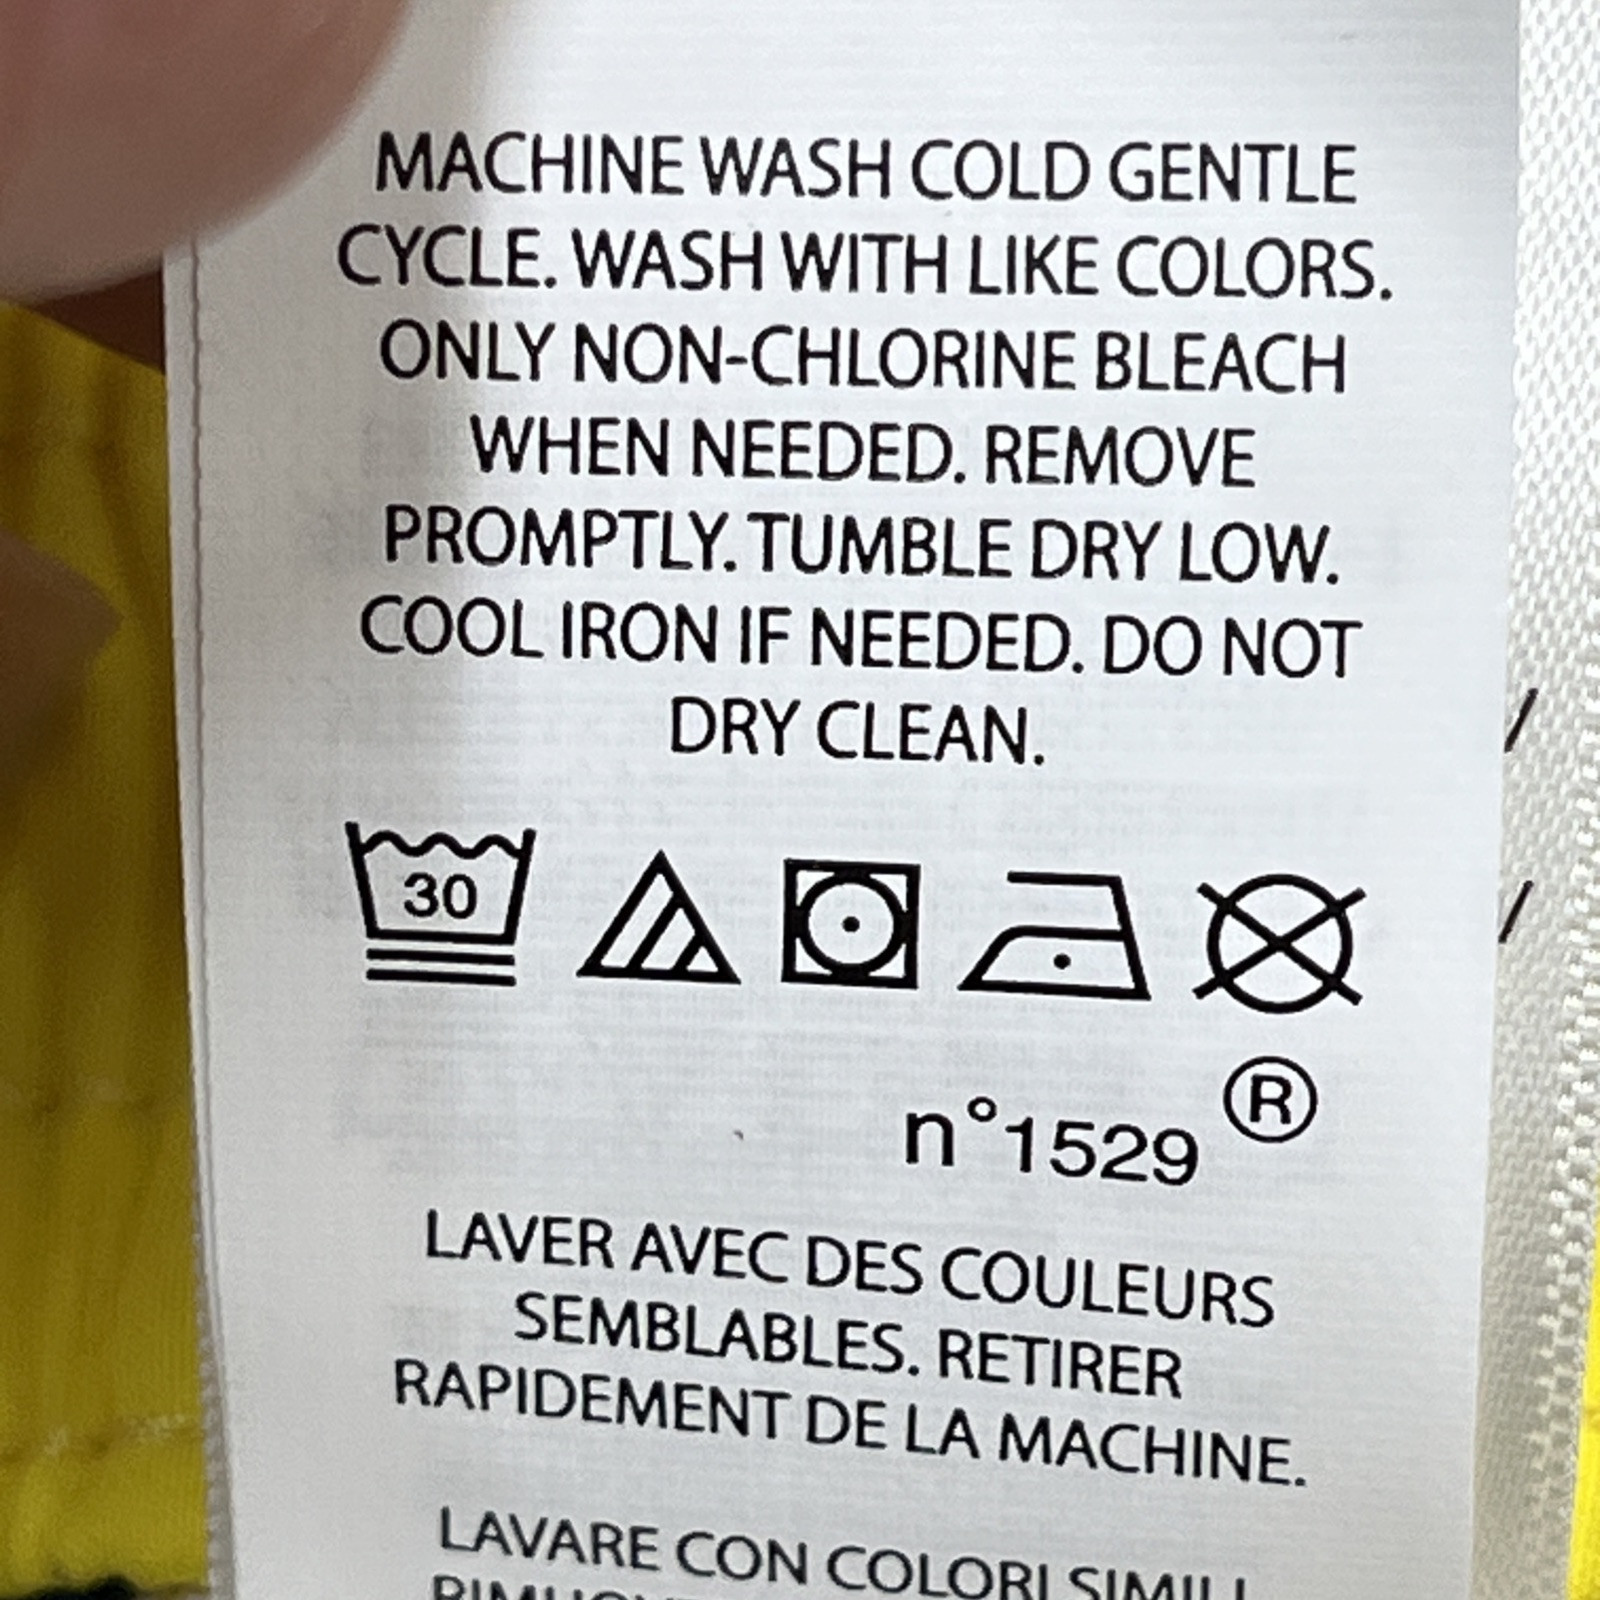 MACHINE WASH COLD GENTLE
CYCLE. WASH WITH LIKE COLORS.
ONLY NON-CHLORINE BLEACH
WHEN NEEDED. REMOVE
PROMPTLY. TUMBLE DRY LOW.
COOL IRON IF NEEDED. DO NOT
DRY CLEAN.
30
n°1529 ®
LAVER AVEC DES COULEURS
SEMBLABLES. RETIRER
RAPIDEMENT DE LA MACHINE.
LAVARE CON COLORI SIMILI